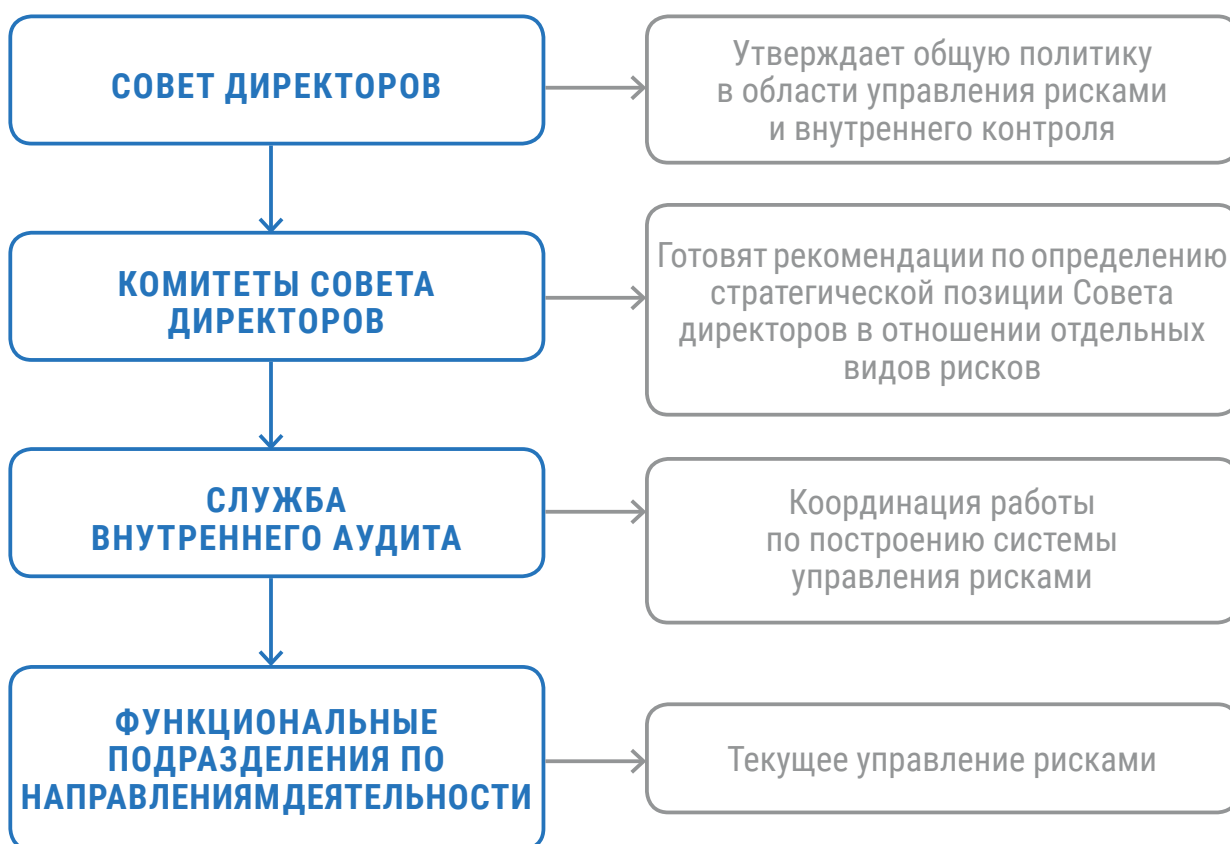 СОВЕТ ДИРЕКТОРОВ
Утверждает общую политику
в области управления рисками
и внутреннего контроля
КОМИТЕТЫ СОВЕТА
ДИРЕКТОРОВ
Готовят рекомендации по определению
стратегической позиции Совета
директоров в отношении отдельных
видов рисков
СЛУЖБА
ВНУТРЕННЕГО АУДИТА
Координация работы
по построению системы
управления рисками
ФУНКЦИОНАЛЬНЫЕ
ПОДРАЗДЕЛЕНИЯ ПО
НАПРАВЛЕНИЯМДЕЯТЕЛЬНОСТИ
Текущее управление рисками